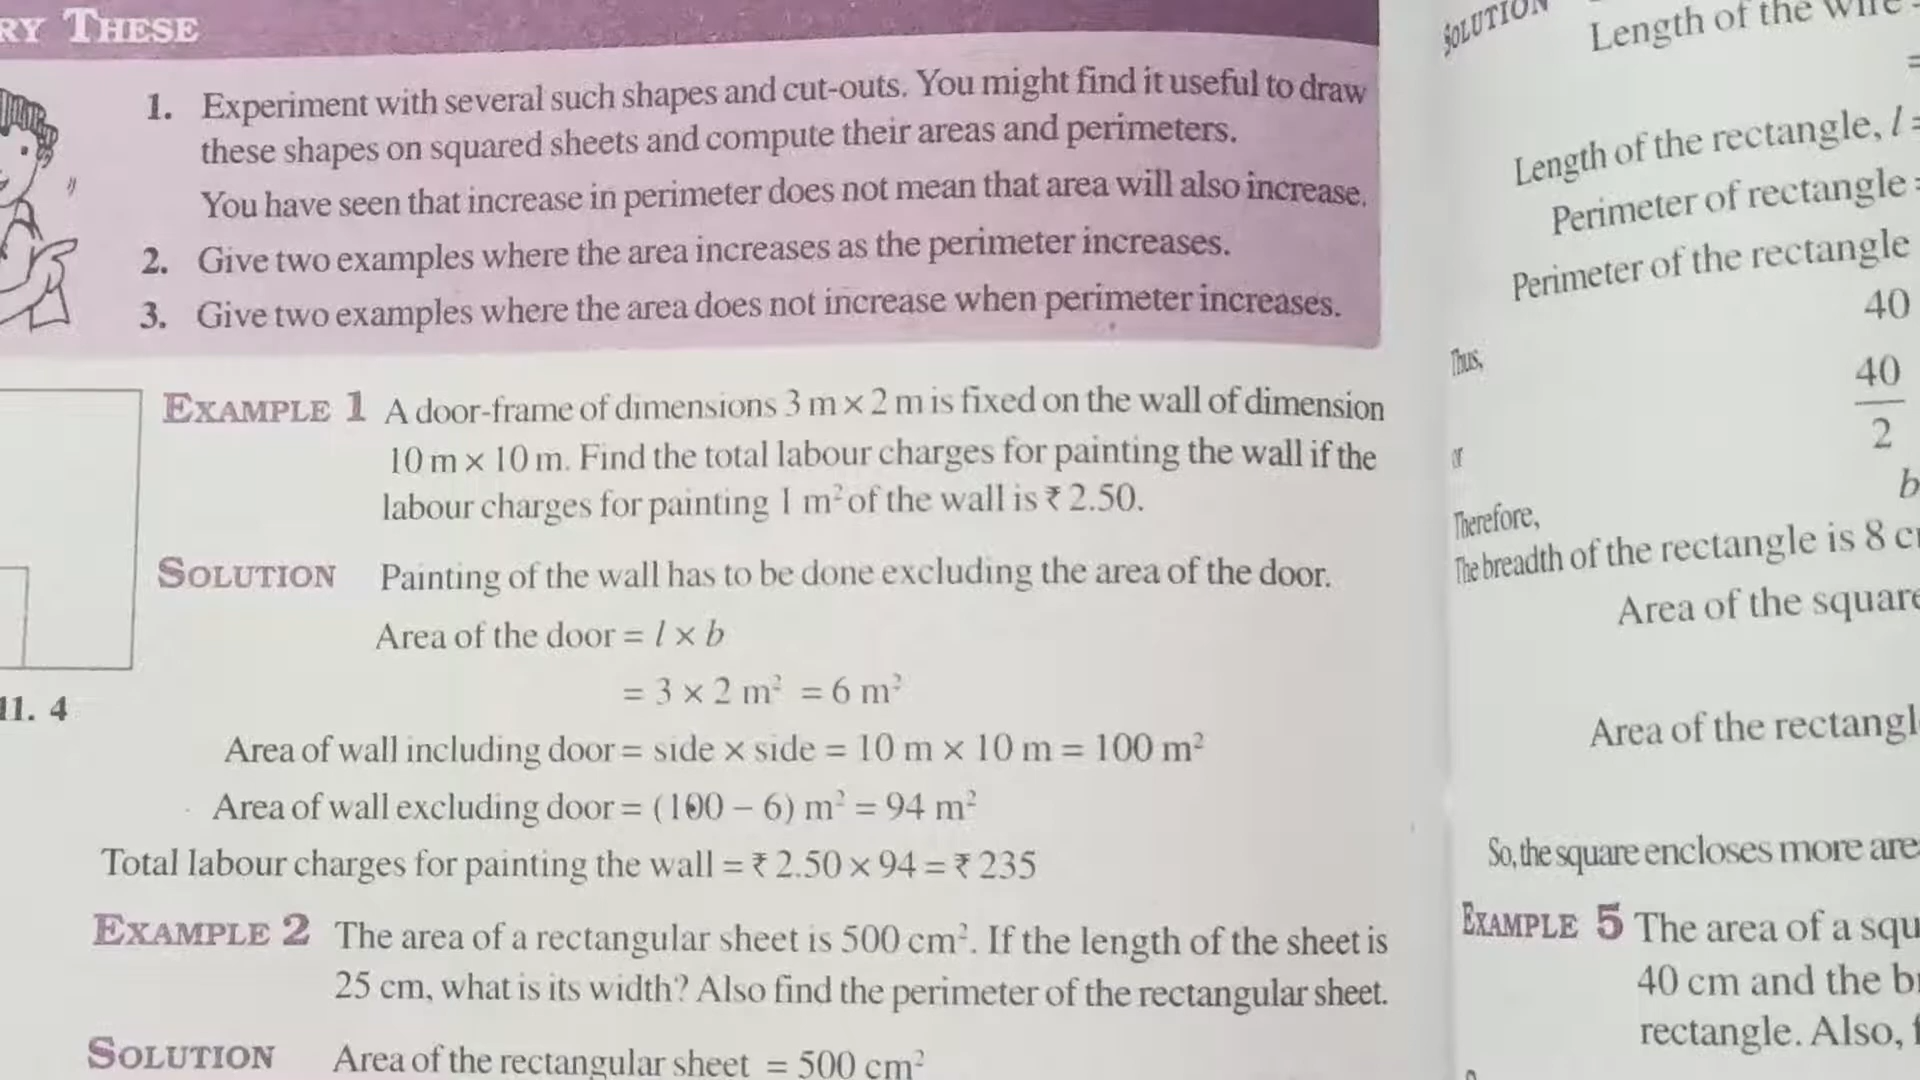 RY THESE
1. Experiment with several such shapes and cut-outs. You might find it useful to draw
these shapes on squared sheets and compute their areas and perimeters.
You have seen that increase in perimeter does not mean that area will also increase.
2. Give two examples where the area increases as the perimeter increases.
3. Give two examples where the area does not increase when perimeter increases.
EXAMPLE 1 A door-frame of dimensions 3 m × 2 m is fixed on the wall of dimension
10 m × 10 m. Find the total labour charges for painting the wall if the
labour charges for painting 1 m² of the wall is ₹ 2.50.
SOLUTION Painting of the wall has to be done excluding the area of the door.
Area of the door = l × b
= 3 × 2 m² = 6 m²
11. 4
Area of wall including door = side × side = 10 m × 10 m = 100 m²
Area of wall excluding door = (100 – 6) m² = 94 m²
Total labour charges for painting the wall = ₹ 2.50 × 94 = ₹ 235
EXAMPLE 2 The area of a rectangular sheet is 500 cm². If the length of the sheet is
25 cm, what is its width? Also find the perimeter of the rectangular sheet.
SOLUTION Area of the rectangular sheet = 500 cm²
SOLUTION Length of the wire
=
Length of the rectangle, l =
Perimeter of rectangle =
Perimeter of the rectangle
40
Thus, 40
2
or
b
Therefore,
The breadth of the rectangle is 8 c
Area of the square
Area of the rectangl
So, the square encloses more are
EXAMPLE 5 The area of a squ
40 cm and the b
rectangle. Also,